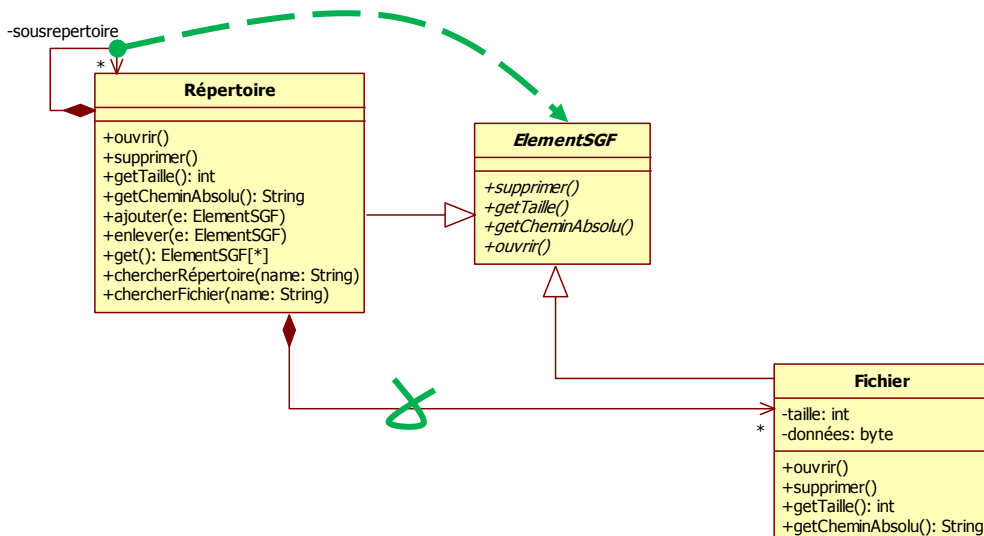 -sousrepertoire
*
Répertoire
+ouvrir()
+supprimer()
+getTaille(): int
+getCheminAbsolu(): String
+ajouter(e: ElementSGF)
+enlever(e: ElementSGF)
+get(): ElementSGF[*]
+chercherRépertoire(name: String)
+chercherFichier(name: String)
ElementSGF
+supprimer()
+getTaille()
+getCheminAbsolu()
+ouvrir()
*
Fichier
-taille: int
-données: byte
+ouvrir()
+supprimer()
+getTaille(): int
+getCheminAbsolu(): String